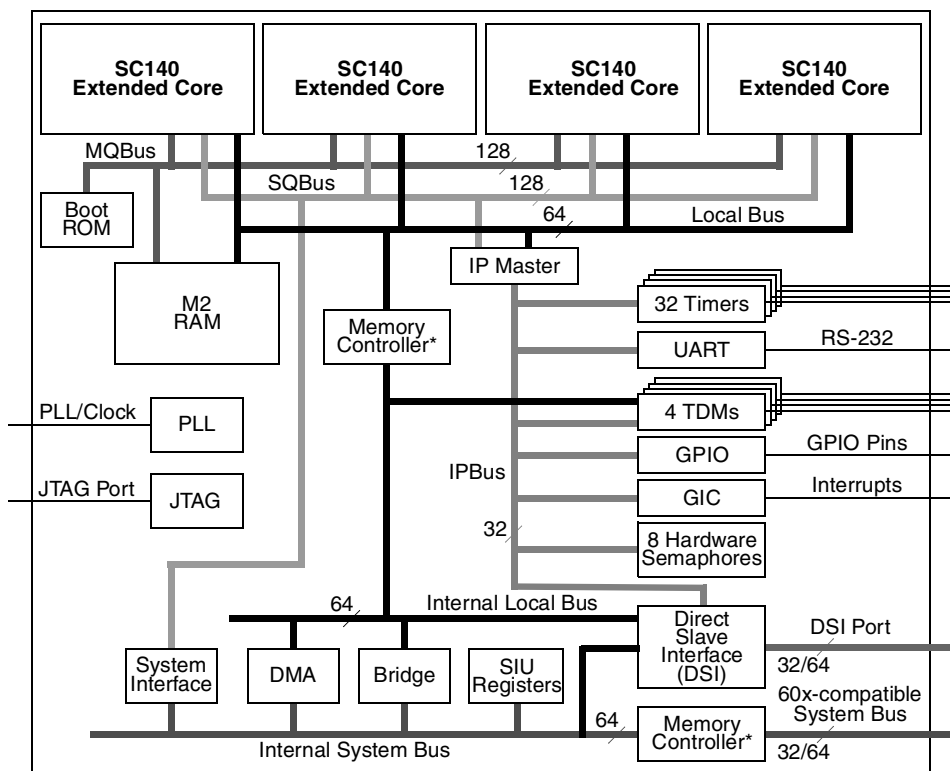 SC140
Extended Core
SC140
Extended Core
SC140
Extended Core
SC140
Extended Core
MQBus
128
SQBus
128
64
Local Bus
Boot
ROM
IP Master
M2
RAM
32 Timers
Memory
Controller*
UART
RS-232
PLL/Clock
PLL
4 TDMs
GPIO
GPIO Pins
IPBus
JTAG Port
JTAG
GIC
Interrupts
32
8 Hardware
Semaphores
64
Internal Local Bus
Direct
Slave
Interface
(DSI)
DSI Port
32/64
System
Interface
DMA
Bridge
SIU
Registers
60x-compatible
System Bus
64
Memory
Controller*
Internal System Bus
32/64